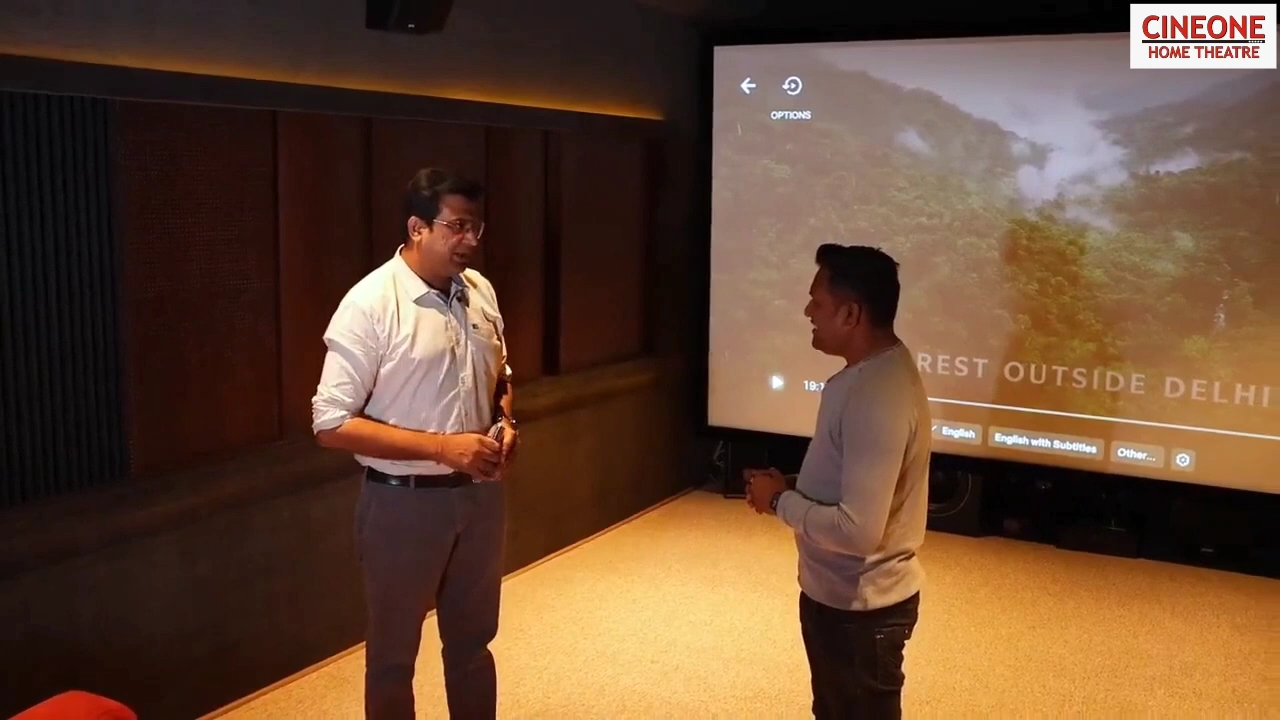 CINEONE
HOME THEATRE
OPTIONS
REST OUTSIDE DELHI
English
English with Subtitles
Other...